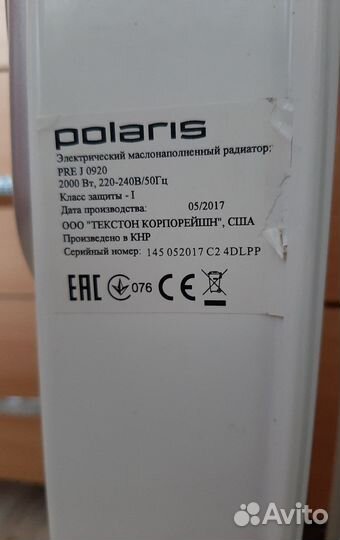 polaris
Электрический маслонаполненный радиатор:
PRE J 0920
2000 Вт, 220-240В/50Гц
Класс защиты - I
Дата производства: 05/2017
ООО "ТЕКСТОН КОРПОРЕЙШН", США
Произведено в КНР
Серийный номер: 145 052017 C2 4DLPP
EAC 076 CE
Avito